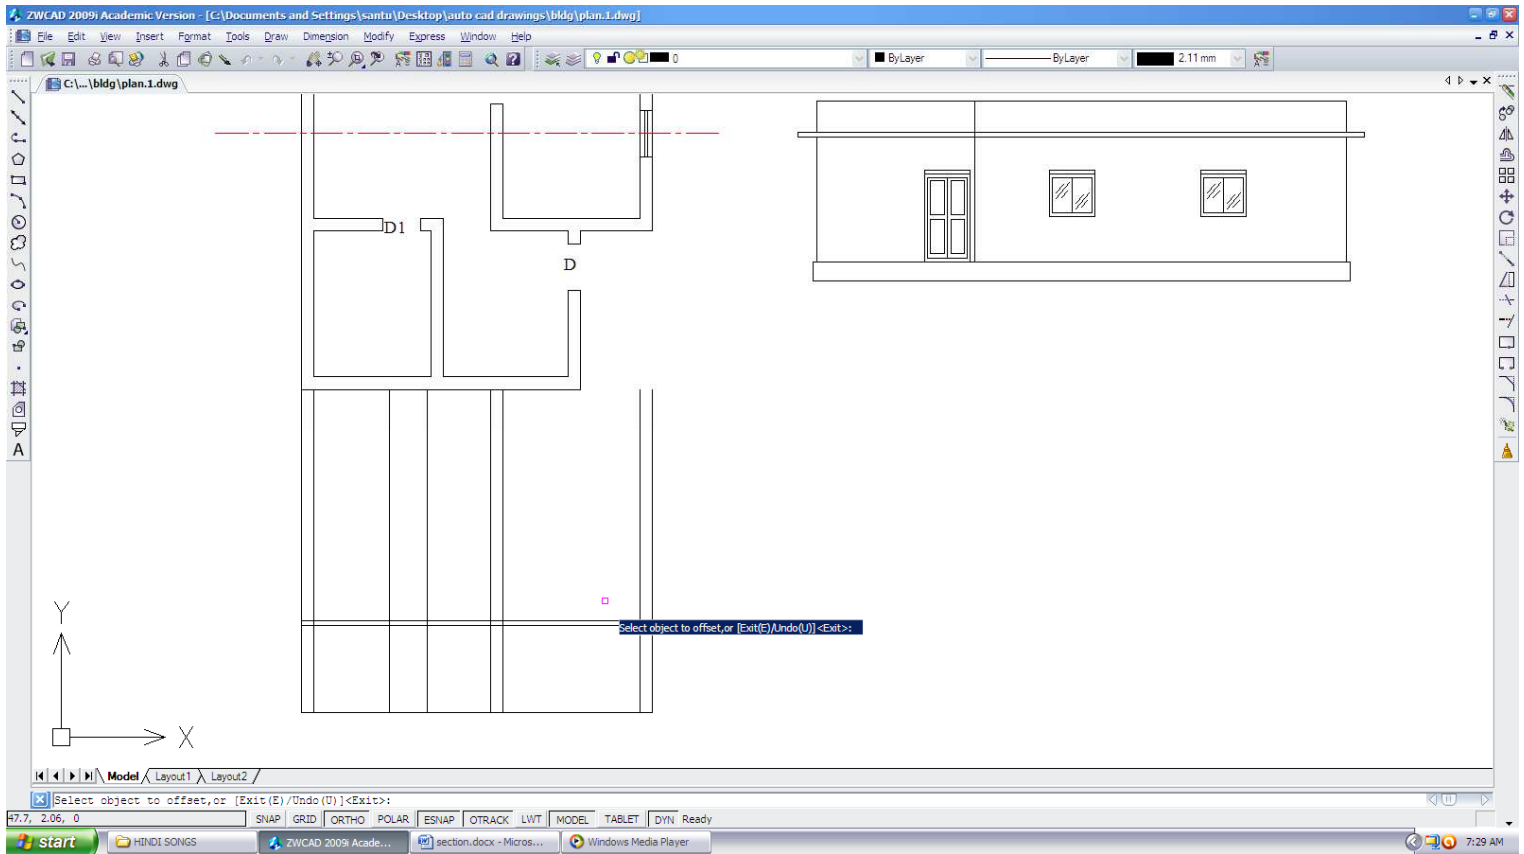 ZWCAD 2009i Academic Version - [C:\Documents and Settings\santu\Desktop\auto cad drawings\bldg\plan.1.dwg]
File Edit View Insert Format Tools Draw Dimension Modify Express Window Help
0 ByLayer ByLayer 2.11 mm
C:\...\bldg\plan.1.dwg
D1
D
Select object to offset,or [Exit(E)/Undo(U)]<Exit>:
Y
X
Model Layout1 Layout2
Select object to offset,or [Exit(E)/Undo(U)]<Exit>:
47.7, 2.06, 0 SNAP GRID ORTHO POLAR ESNAP OTRACK LWT MODEL TABLET DYN Ready
start HINDI SONGS ZWCAD 2009i Acade... section.docx - Micros... Windows Media Player 7:29 AM
A